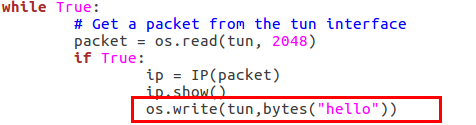 while True:
        # Get a packet from the tun interface
        packet = os.read(tun, 2048)
        if True:
                ip = IP(packet)
                ip.show()
                os.write(tun,bytes("hello"))